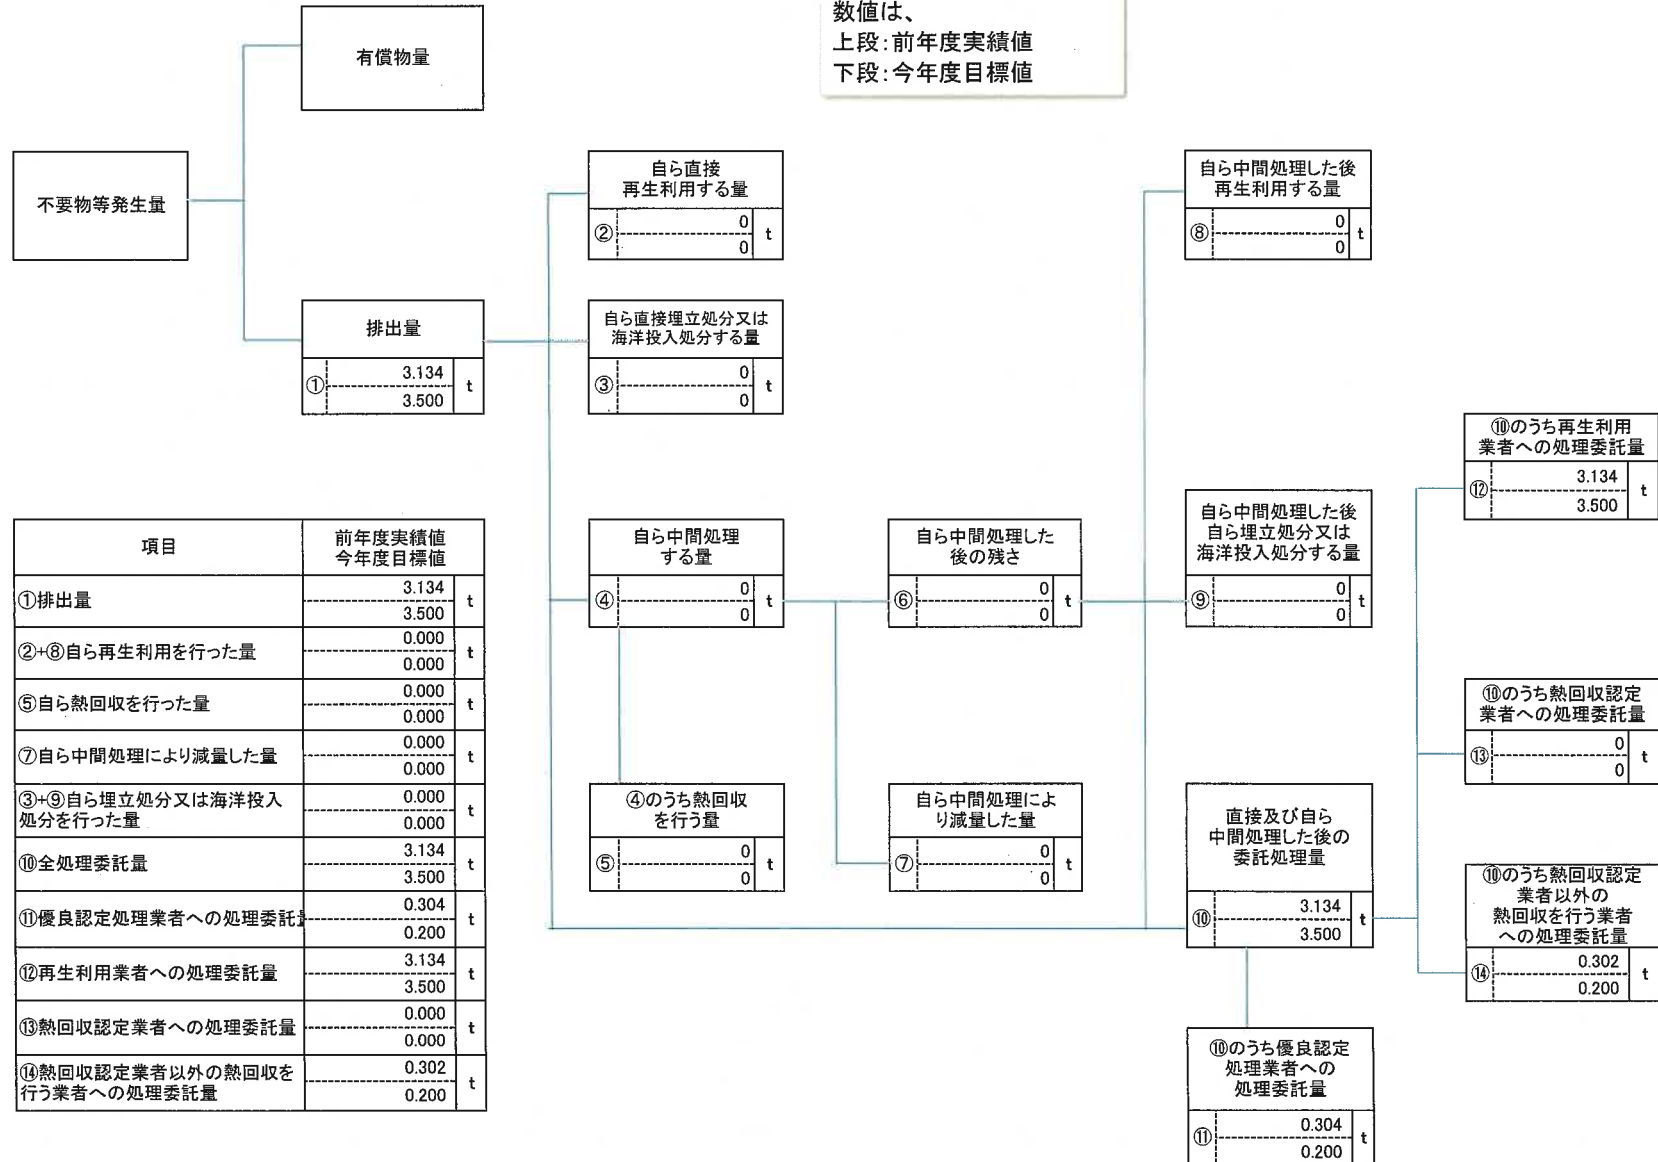 数値は、
上段:前年度実績値
下段:今年度目標値
有償物量
不要物等発生量
排出量
① 3.134 t
3.500
自ら直接
再生利用する量
② 0 t
0
自ら直接埋立処分又は
海洋投入処分する量
③ 0 t
0
自ら中間処理
する量
④ 0 t
0
④のうち熱回収
を行う量
⑤ 0 t
0
自ら中間処理した
後の残さ
⑥ 0 t
0
自ら中間処理によ
り減量した量
⑦ 0 t
0
自ら中間処理した後
再生利用する量
⑧ 0 t
0
自ら中間処理した後
自ら埋立処分又は
海洋投入処分する量
⑨ 0 t
0
直接及び自ら
中間処理した後の
委託処理量
⑩ 3.134 t
3.500
⑩のうち優良認定
処理業者への
処理委託量
⑪ 0.304 t
0.200
⑩のうち再生利用
業者への処理委託量
⑫ 3.134 t
3.500
⑩のうち熱回収認定
業者への処理委託量
⑬ 0 t
0
⑩のうち熱回収認定
業者以外の
熱回収を行う業者
への処理委託量
⑭ 0.302 t
0.200
項目 前年度実績値
今年度目標値
①排出量 3.134 t
3.500
②+⑧自ら再生利用を行った量 0.000 t
0.000
⑤自ら熱回収を行った量 0.000 t
0.000
⑦自ら中間処理により減量した量 0.000 t
0.000
③+⑨自ら埋立処分又は海洋投入
処分を行った量 0.000 t
0.000
⑩全処理委託量 3.134 t
3.500
⑪優良認定処理業者への処理委託 0.304 t
0.200
⑫再生利用業者への処理委託量 3.134 t
3.500
⑬熱回収認定業者への処理委託量 0.000 t
0.000
⑭熱回収認定業者以外の熱回収を
行う業者への処理委託量 0.302 t
0.200